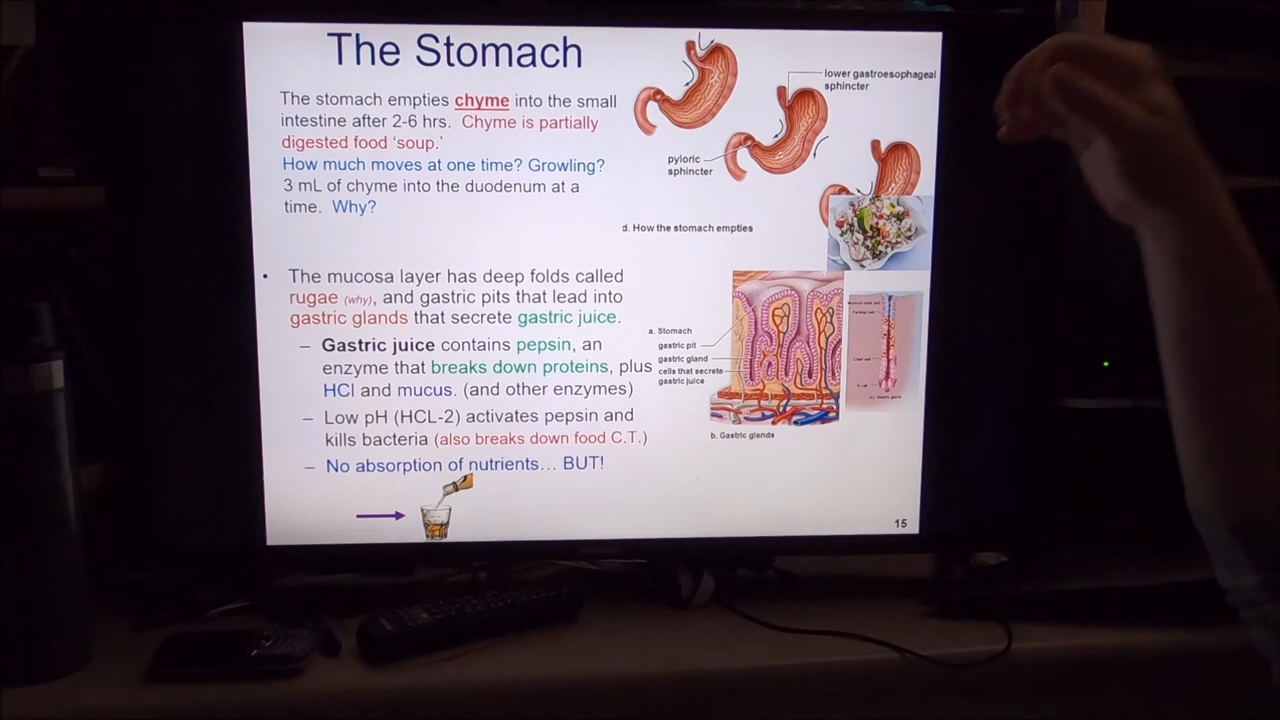 The Stomach
The stomach empties chyme into the small
intestine after 2-6 hrs. Chyme is partially
digested food 'soup.'
How much moves at one time? Growling?
3 mL of chyme into the duodenum at a
time. Why?
lower gastroesophageal
sphincter
pyloric
sphincter
d. How the stomach empties
• The mucosa layer has deep folds called
rugae (why), and gastric pits that lead into
gastric glands that secrete gastric juice.
– Gastric juice contains pepsin, an
enzyme that breaks down proteins, plus
HCl and mucus. (and other enzymes)
– Low pH (HCL-2) activates pepsin and
kills bacteria (also breaks down food C.T.)
– No absorption of nutrients… BUT!
a. Stomach
gastric pit
gastric gland
cells that secrete
gastric juice
b. Gastric glands
15